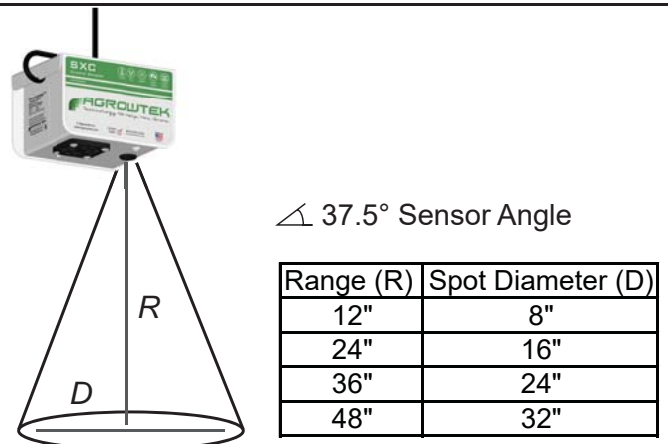 SXC
AGROWTEK
37.5° Sensor Angle
Range (R) Spot Diameter (D)
12" 8"
24" 16"
36" 24"
48" 32"
R
D